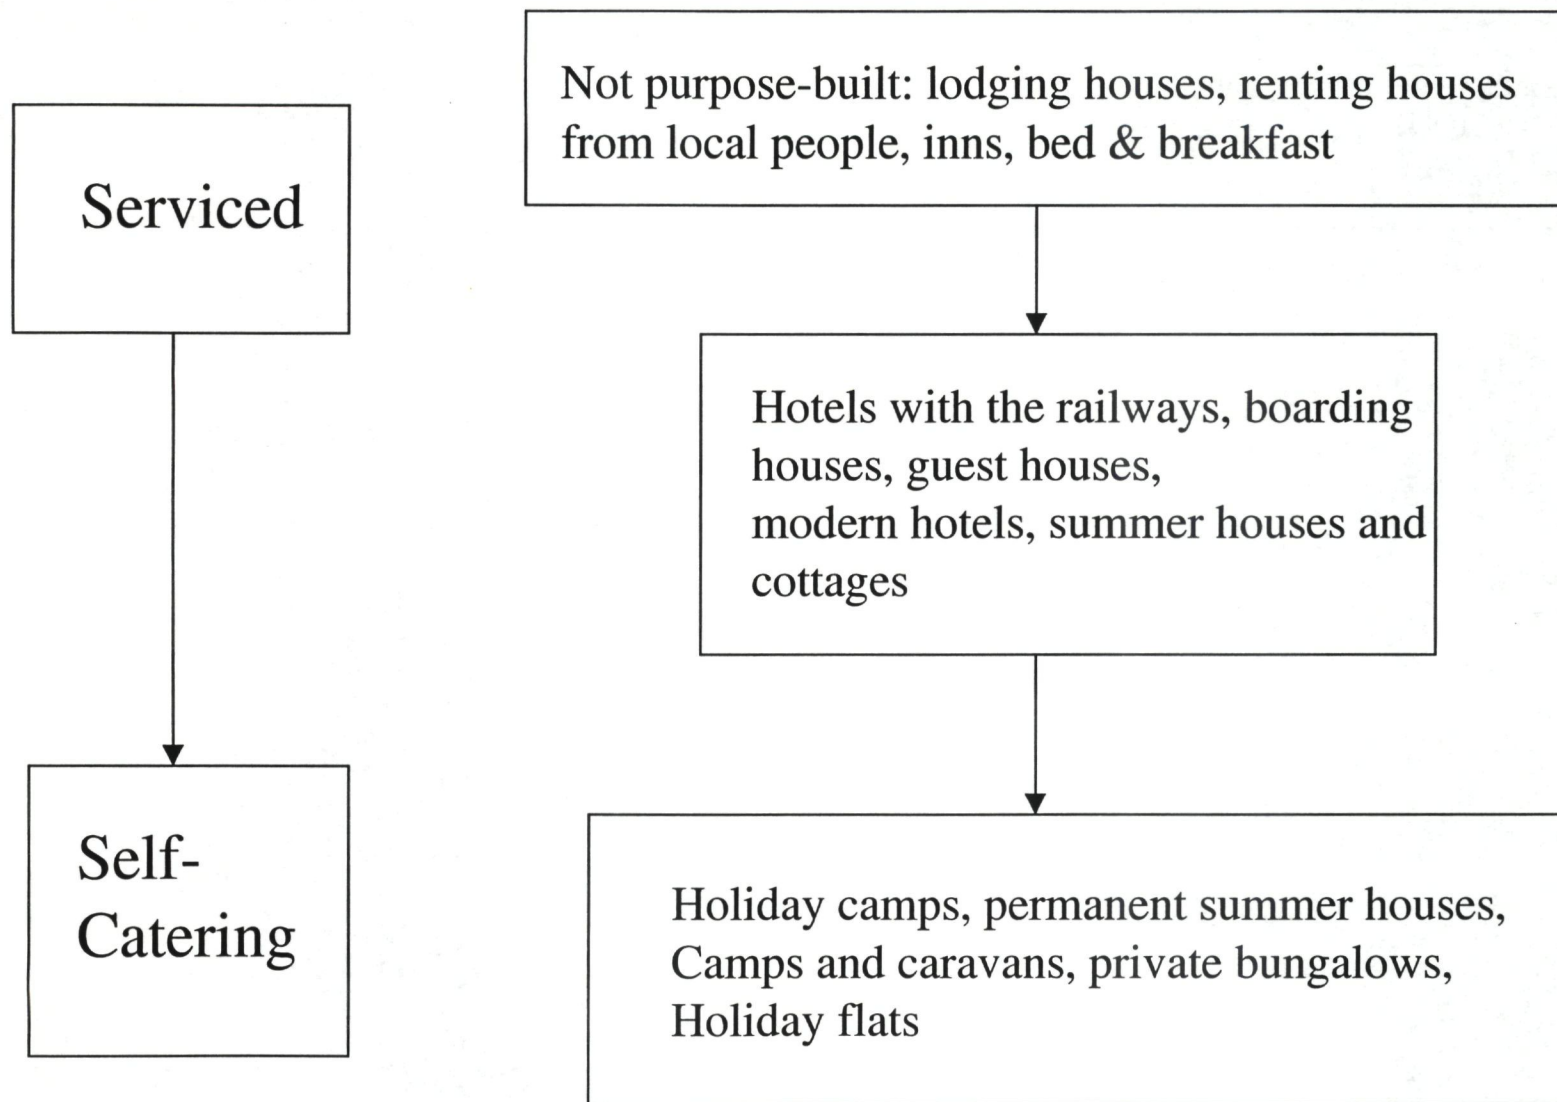 Serviced
Self-
Catering
Not purpose-built: lodging houses, renting houses
from local people, inns, bed & breakfast
Hotels with the railways, boarding
houses, guest houses,
modern hotels, summer houses and
cottages
Holiday camps, permanent summer houses,
Camps and caravans, private bungalows,
Holiday flats